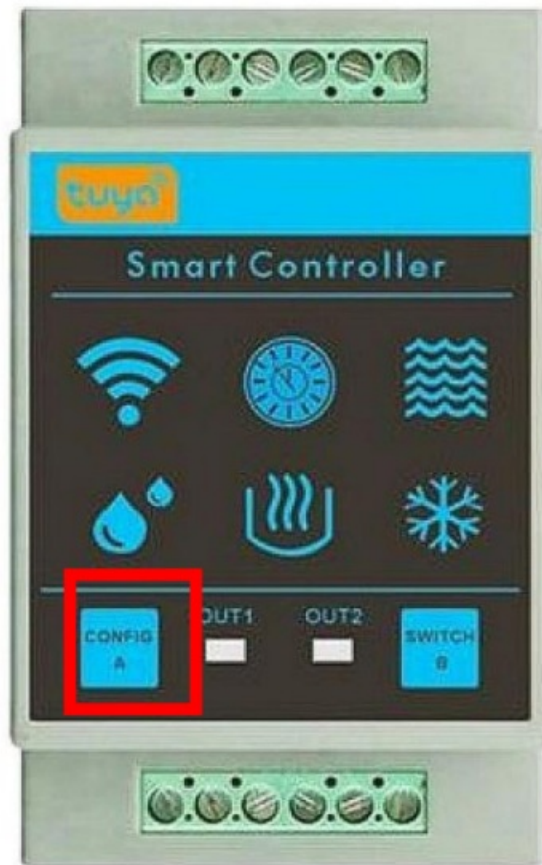 tuya
Smart Controller
CONFIG
A
OUT1
OUT2
SWITCH
B